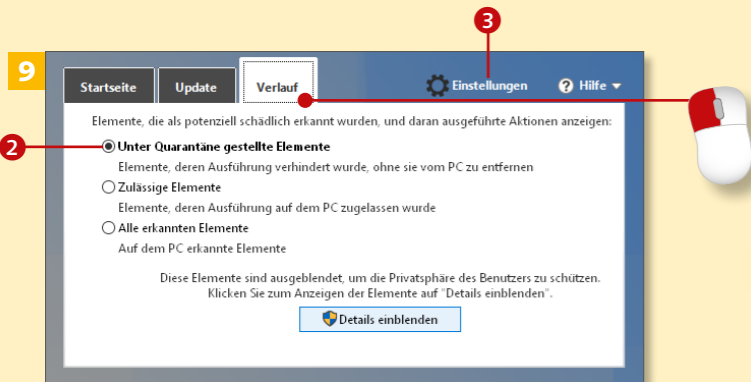 3
9
Startseite Update Verlauf Einstellungen ? Hilfe
Elemente, die als potenziell schädlich erkannt wurden, und daran ausgeführte Aktionen anzeigen:
2 Unter Quarantäne gestellte Elemente
Elemente, deren Ausführung verhindert wurde, ohne sie vom PC zu entfernen
Zulässige Elemente
Elemente, deren Ausführung auf dem PC zugelassen wurde
Alle erkannten Elemente
Auf dem PC erkannte Elemente
Diese Elemente sind ausgeblendet, um die Privatsphäre des Benutzers zu schützen.
Klicken Sie zum Anzeigen der Elemente auf "Details einblenden".
Details einblenden